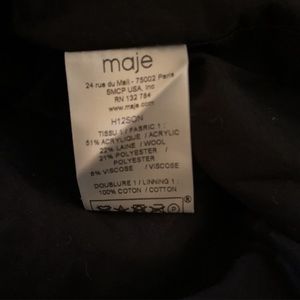 maje
24 rue du Mail - 75002 Paris
SMCP USA, Inc
RN 132 784
www.maje.com
H12SON
TISSU 1 / FABRIC 1 :
51% ACRYLIQUE / ACRYLIC
22% LAINE / WOOL
21% POLYESTER /
POLYESTER
6% VISCOSE / VISCOSE
DOUBLURE 1 / LINNING 1 :
100% COTON / COTTON
P ®